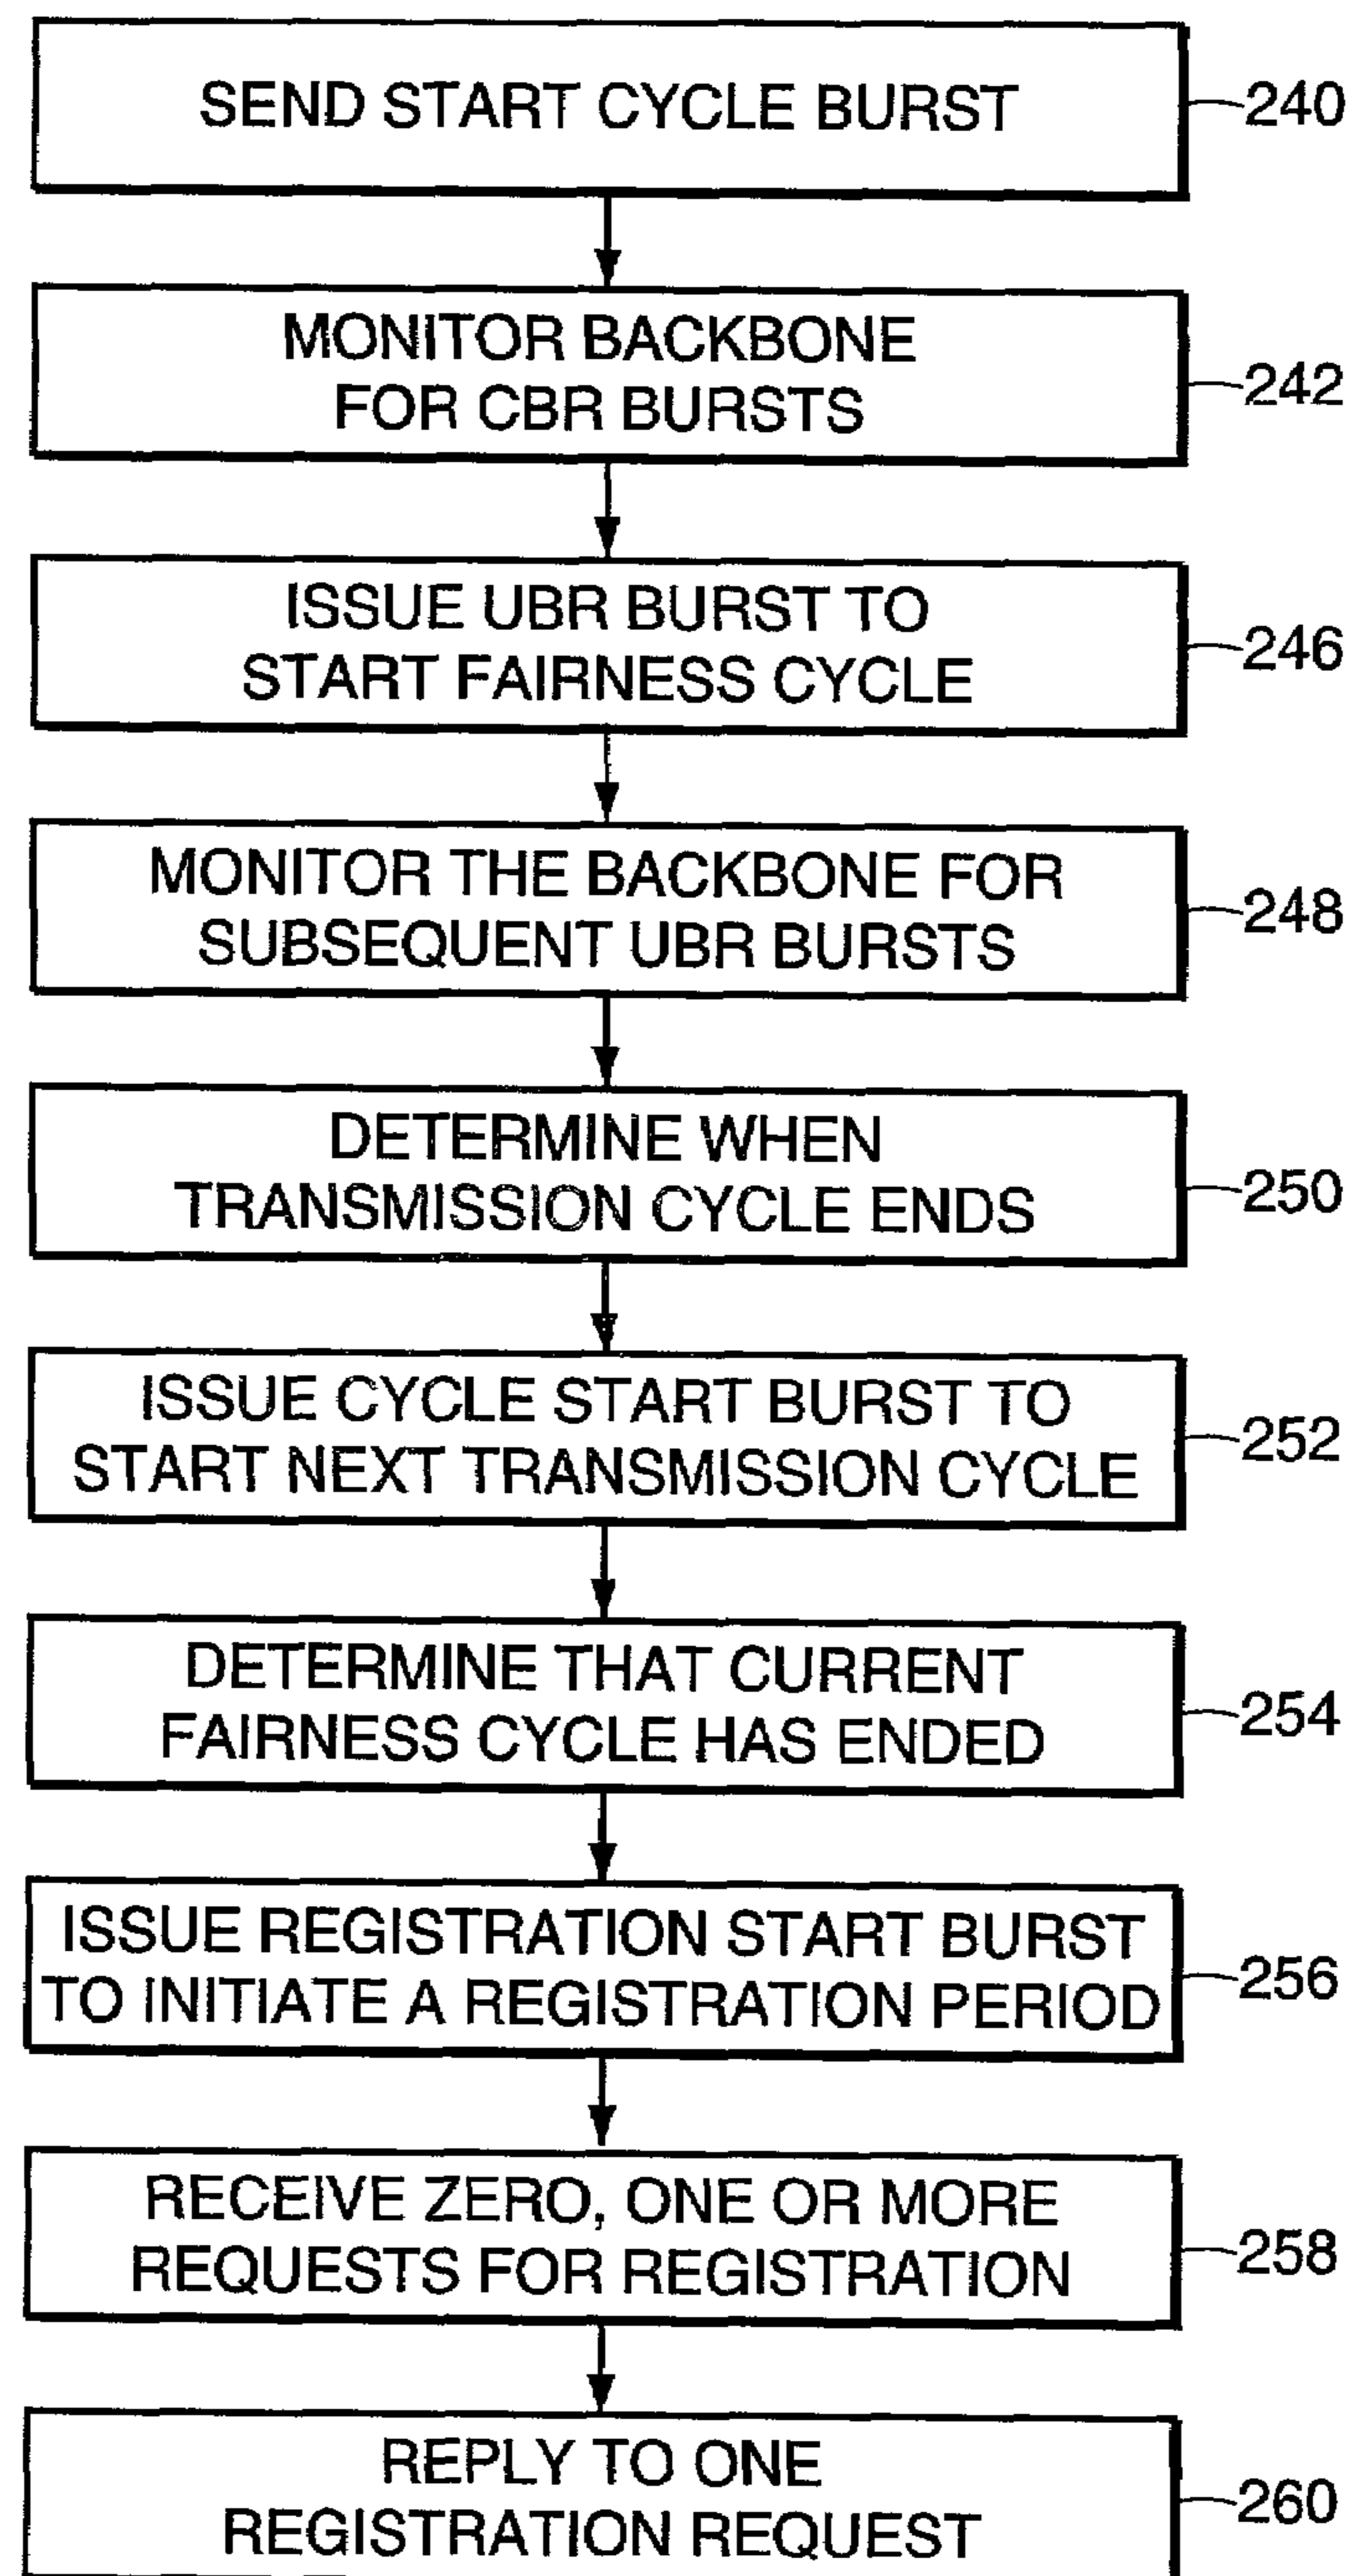 SEND START CYCLE BURST
240
MONITOR BACKBONE
FOR CBR BURSTS
242
ISSUE UBR BURST TO
START FAIRNESS CYCLE
246
MONITOR THE BACKBONE FOR
SUBSEQUENT UBR BURSTS
248
DETERMINE WHEN
TRANSMISSION CYCLE ENDS
250
ISSUE CYCLE START BURST TO
START NEXT TRANSMISSION CYCLE
252
DETERMINE THAT CURRENT
FAIRNESS CYCLE HAS ENDED
254
ISSUE REGISTRATION START BURST
TO INITIATE A REGISTRATION PERIOD
256
RECEIVE ZERO, ONE OR MORE
REQUESTS FOR REGISTRATION
258
REPLY TO ONE
REGISTRATION REQUEST
260